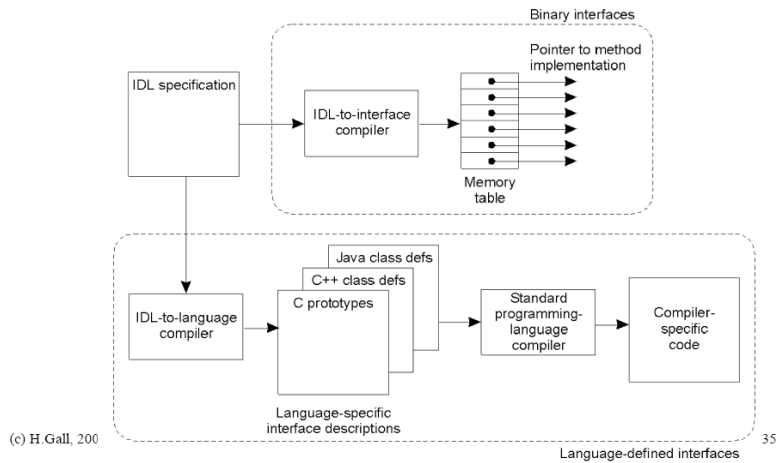 Binary interfaces
Pointer to method
implementation
IDL specification
IDL-to-interface
compiler
Memory
table
Java class defs
C++ class defs
C prototypes
IDL-to-language
compiler
Standard
programming-
language
compiler
Compiler-
specific
code
Language-specific
interface descriptions
(c) H.Gall, 200
35
Language-defined interfaces